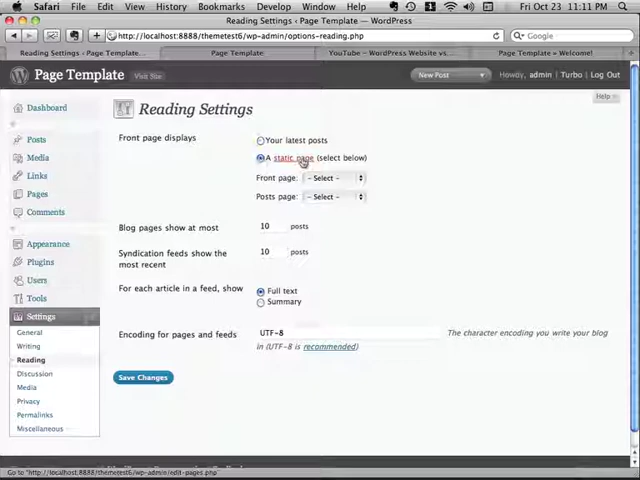 Safari File Edit View History Bookmarks Develop Window Help Fri Oct 23 11:11 PM
Reading Settings ‹ Page Template — WordPress
http://localhost:8888/themetest6/wp-admin/options-reading.php
Google
Reading Settings ‹ Page Template...
Page Template
YouTube – WordPress Website vs...
Page Template » Welcome!
Page Template Visit Site
New Post
Howdy, admin | Turbo | Log Out
Help
Reading Settings
Dashboard
Posts
Media
Links
Pages
Comments
Appearance
Plugins
Users
Tools
Settings
General
Writing
Reading
Discussion
Media
Privacy
Permalinks
Miscellaneous
Front page displays
Your latest posts
A static page (select below)
Front page: – Select –
Posts page: – Select –
Blog pages show at most 10 posts
Syndication feeds show the 10 posts
most recent
For each article in a feed, show Full text
Summary
Encoding for pages and feeds UTF-8 The character encoding you write your blog
in (UTF-8 is recommended)
Save Changes
Go to "http://localhost:8888/themetest6/wp-admin/edit-pages.php"